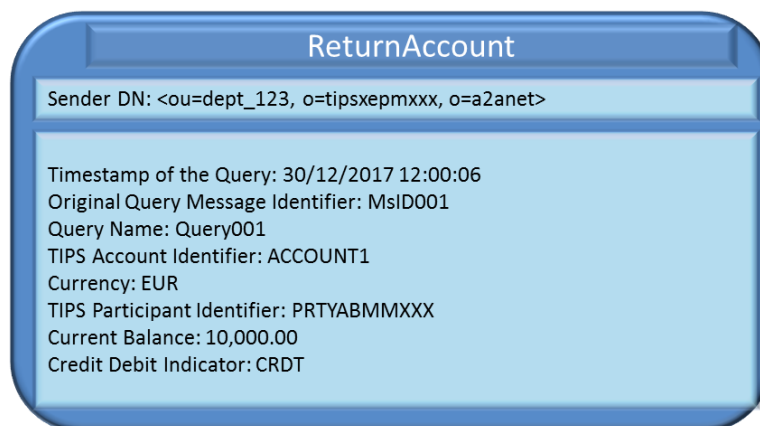 ReturnAccount
Sender DN: <ou=dept_123, o=tipsxepmxxx, o=a2anet>
Timestamp of the Query: 30/12/2017 12:00:06
Original Query Message Identifier: MsID001
Query Name: Query001
TIPS Account Identifier: ACCOUNT1
Currency: EUR
TIPS Participant Identifier: PRTYABMMXXX
Current Balance: 10,000.00
Credit Debit Indicator: CRDT